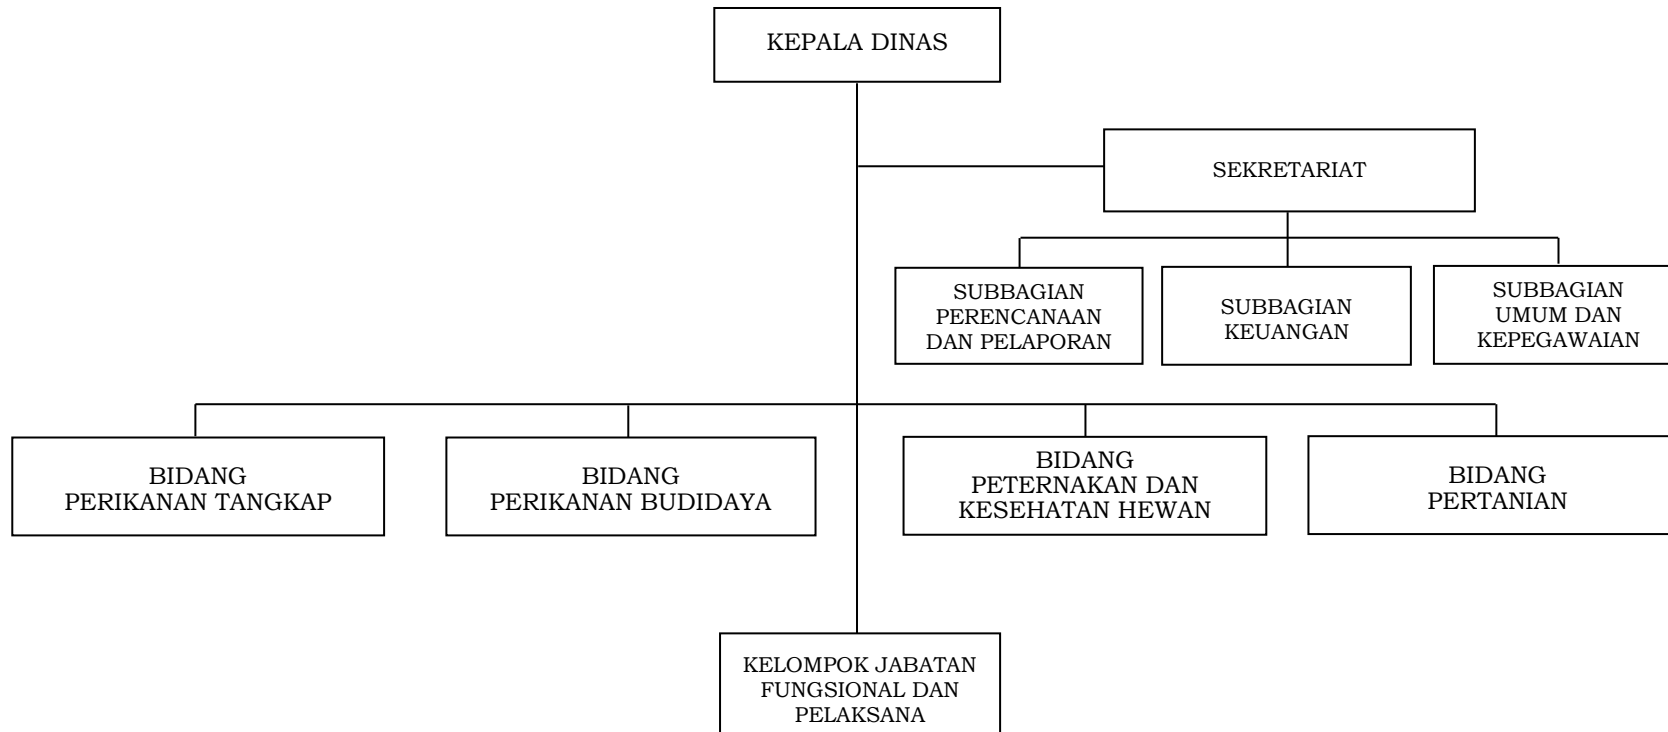 KEPALA DINAS
SEKRETARIAT
SUBBAGIAN
PERENCANAAN
DAN PELAPORAN
SUBBAGIAN
KEUANGAN
SUBBAGIAN
UMUM DAN
KEPEGAWAIAN
BIDANG
PERIKANAN TANGKAP
BIDANG
PERIKANAN BUDIDAYA
BIDANG
PETERNAKAN DAN
KESEHATAN HEWAN
BIDANG
PERTANIAN
KELOMPOK JABATAN
FUNGSIONAL DAN
PELAKSANA